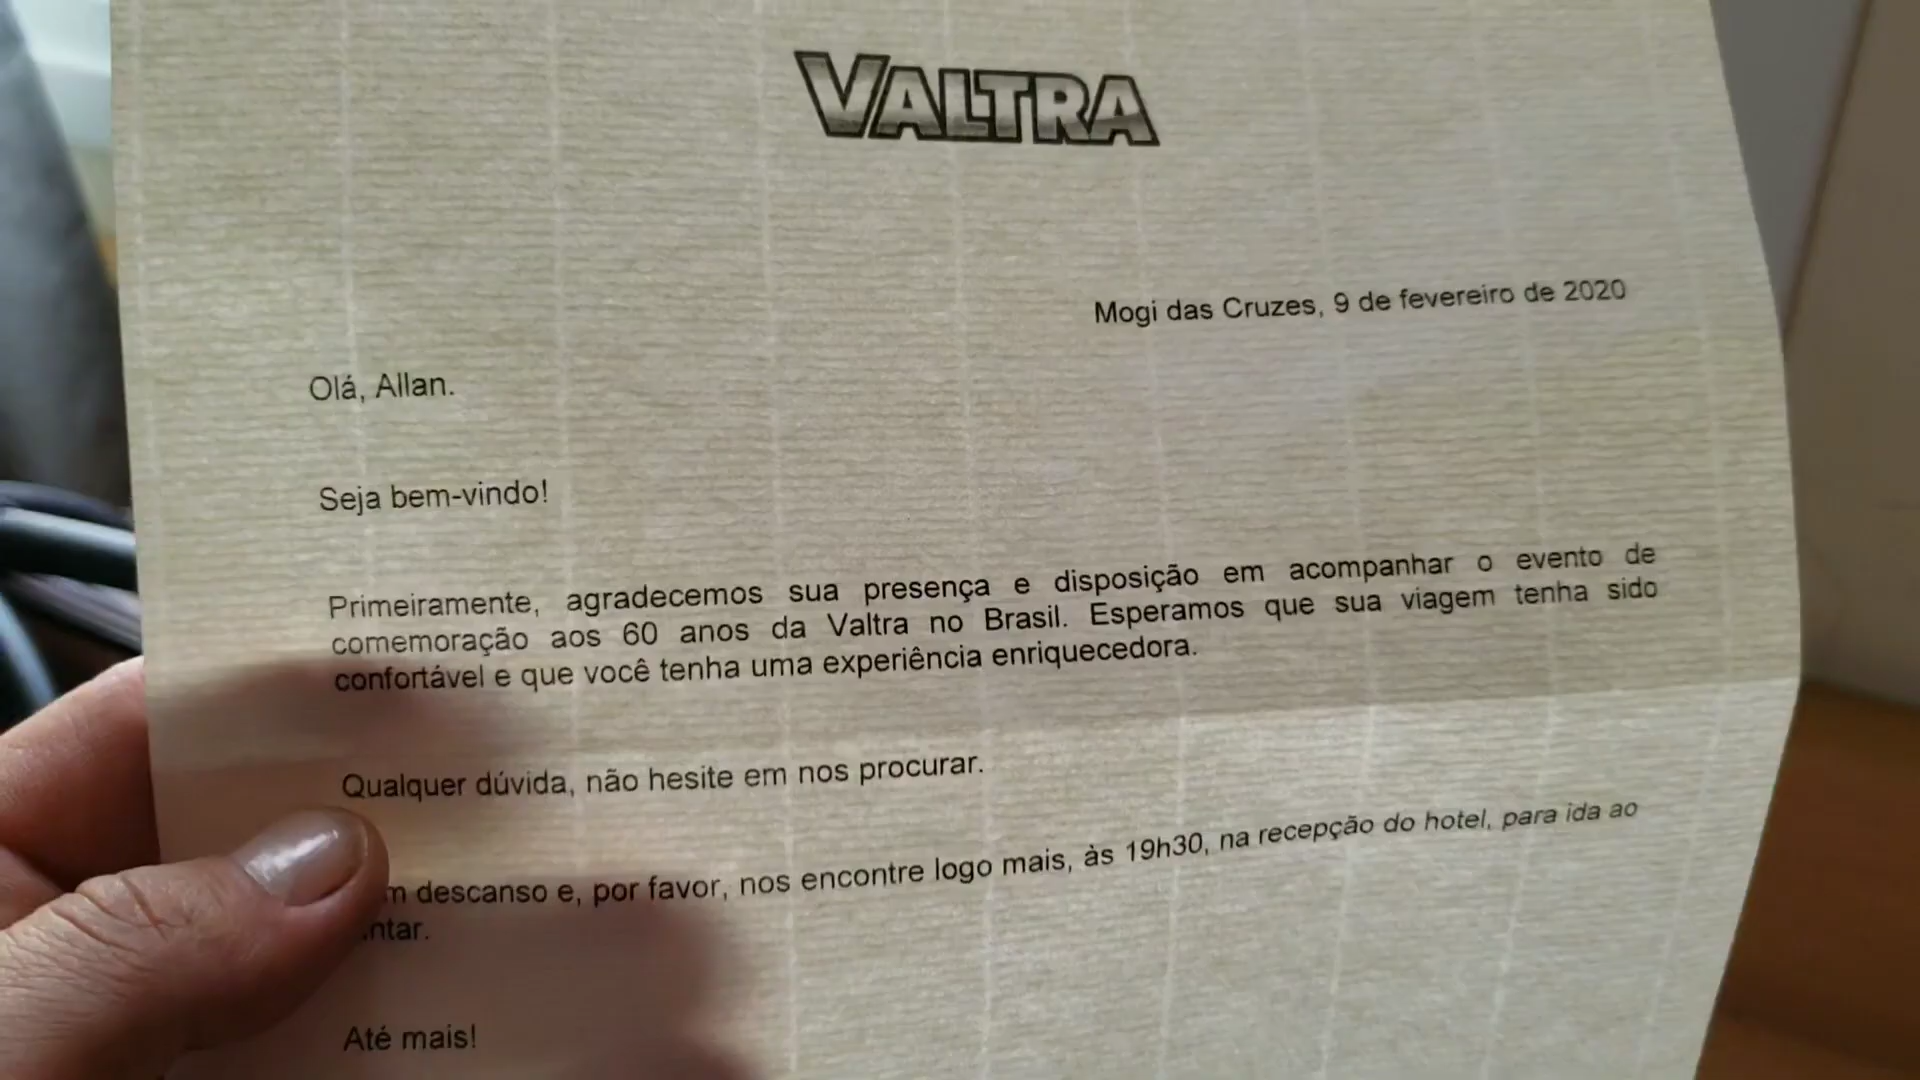 VALTRA
Mogi das Cruzes, 9 de fevereiro de 2020
Olá, Allan.
Seja bem-vindo!
Primeiramente, agradecemos sua presença e disposição em acompanhar o evento de
comemoração aos 60 anos da Valtra no Brasil. Esperamos que sua viagem tenha sido
confortável e que você tenha uma experiência enriquecedora.
Qualquer dúvida, não hesite em nos procurar.
descanso e, por favor, nos encontre logo mais, às 19h30, na recepção do hotel, para ida ao
Até mais!